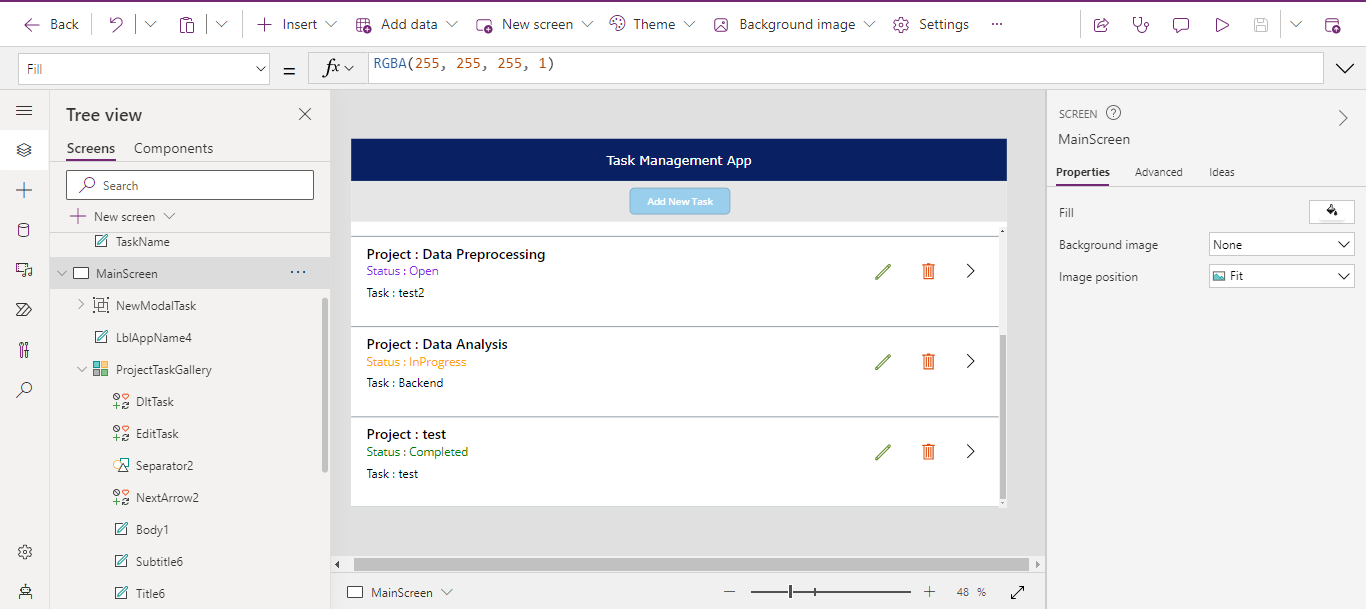 Back
Insert
Add data
New screen
Theme
Background image
Settings
Fill
=
fx
RGBA(255, 255, 255, 1)
Tree view
Screens
Components
Search
New screen
TaskName
MainScreen
NewModalTask
LblAppName4
ProjectTaskGallery
DltTask
EditTask
Separator2
NextArrow2
Body1
Subtitle6
Title6
Task Management App
Add New Task
Project : Data Preprocessing
Status : Open
Task : test2
Project : Data Analysis
Status : InProgress
Task : Backend
Project : test
Status : Completed
Task : test
MainScreen
48 %
SCREEN
MainScreen
Properties
Advanced
Ideas
Fill
Background image
None
Image position
Fit